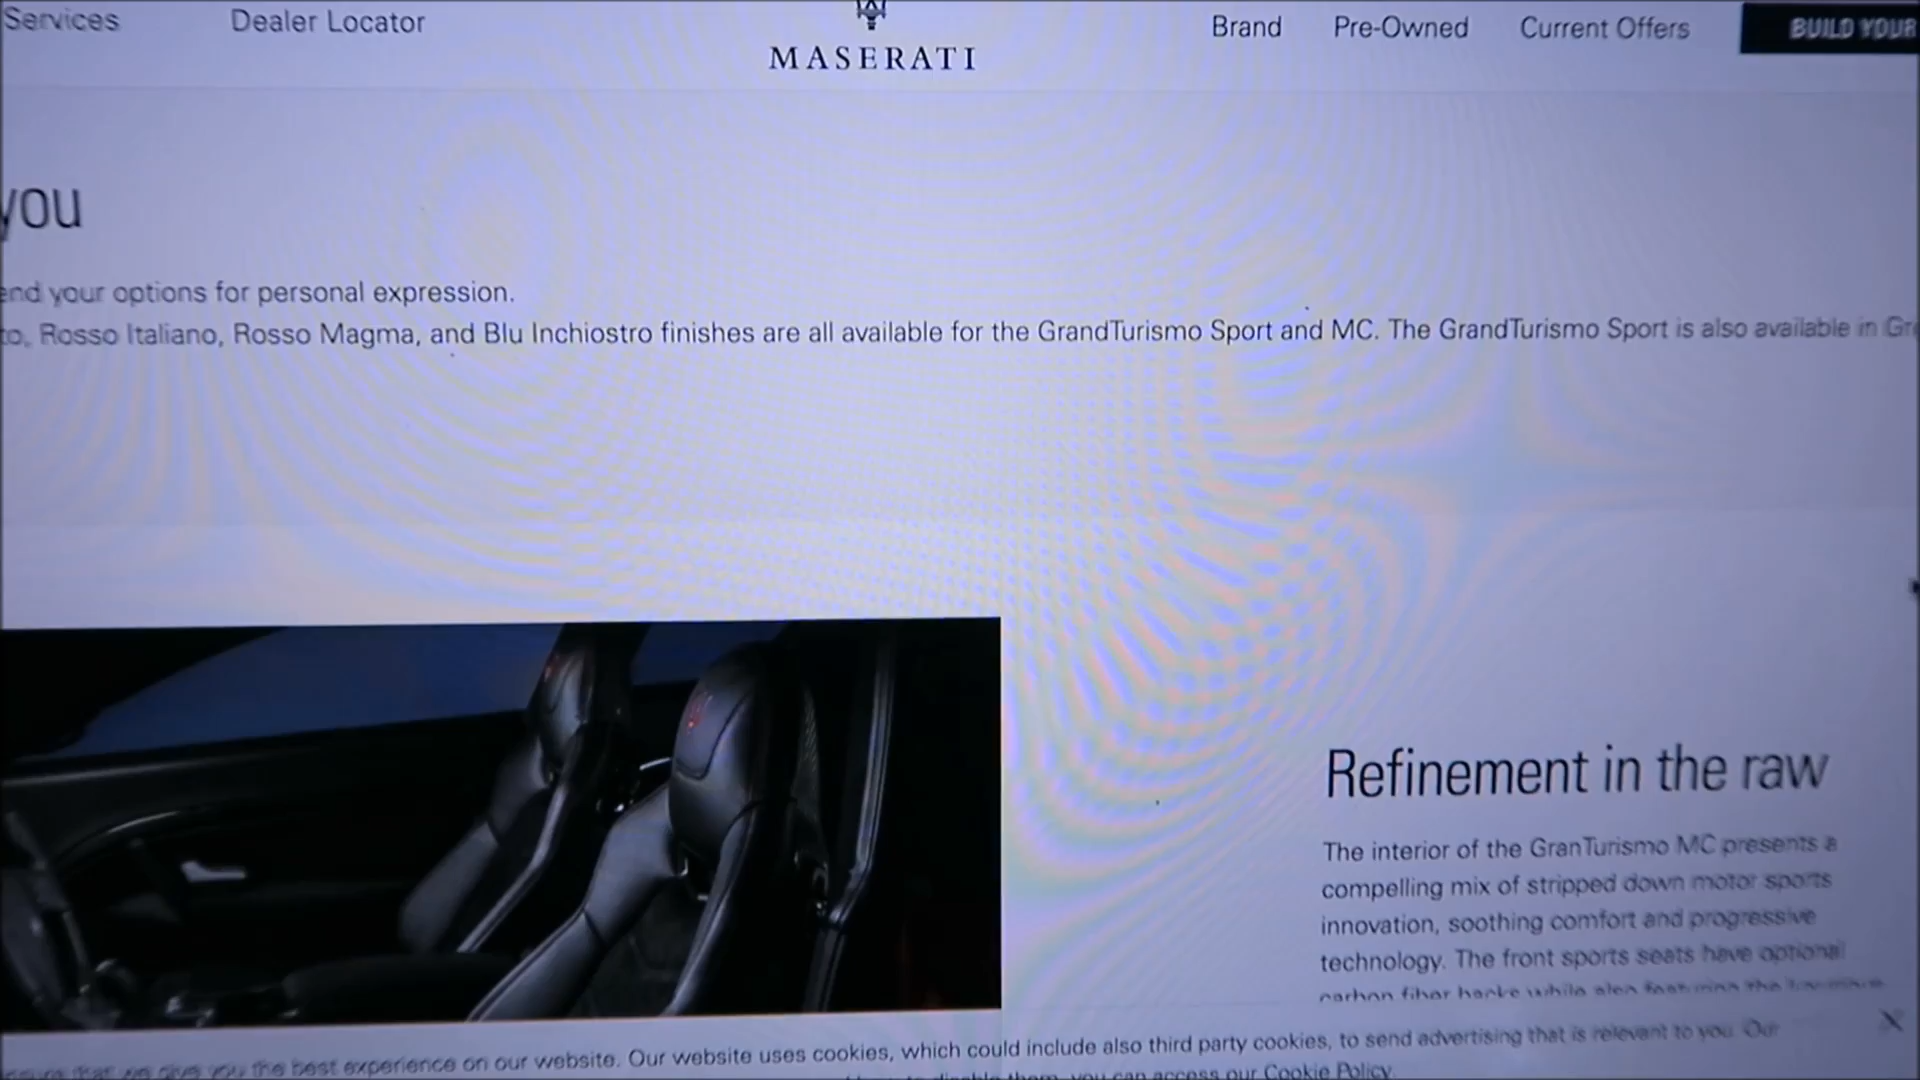 Services
Dealer Locator
MASERATI
Brand
Pre-Owned
Current Offers
BUILD YOUR
you
end your options for personal expression.
to, Rosso Italiano, Rosso Magma, and Blu Inchiostro finishes are all available for the GrandTurismo Sport and MC. The GrandTurismo Sport is also available in Gr
Refinement in the raw
The interior of the GranTurismo MC presents a
compelling mix of stripped down motor sports
innovation, soothing comfort and progressive
technology. The front sports seats have optional
carbon fiber backs while also featuring the
that we give you the best experience on our website. Our website uses cookies, which could include also third party cookies, to send advertising that is relevant to you. Our
them, you can access our Cookie Policy.